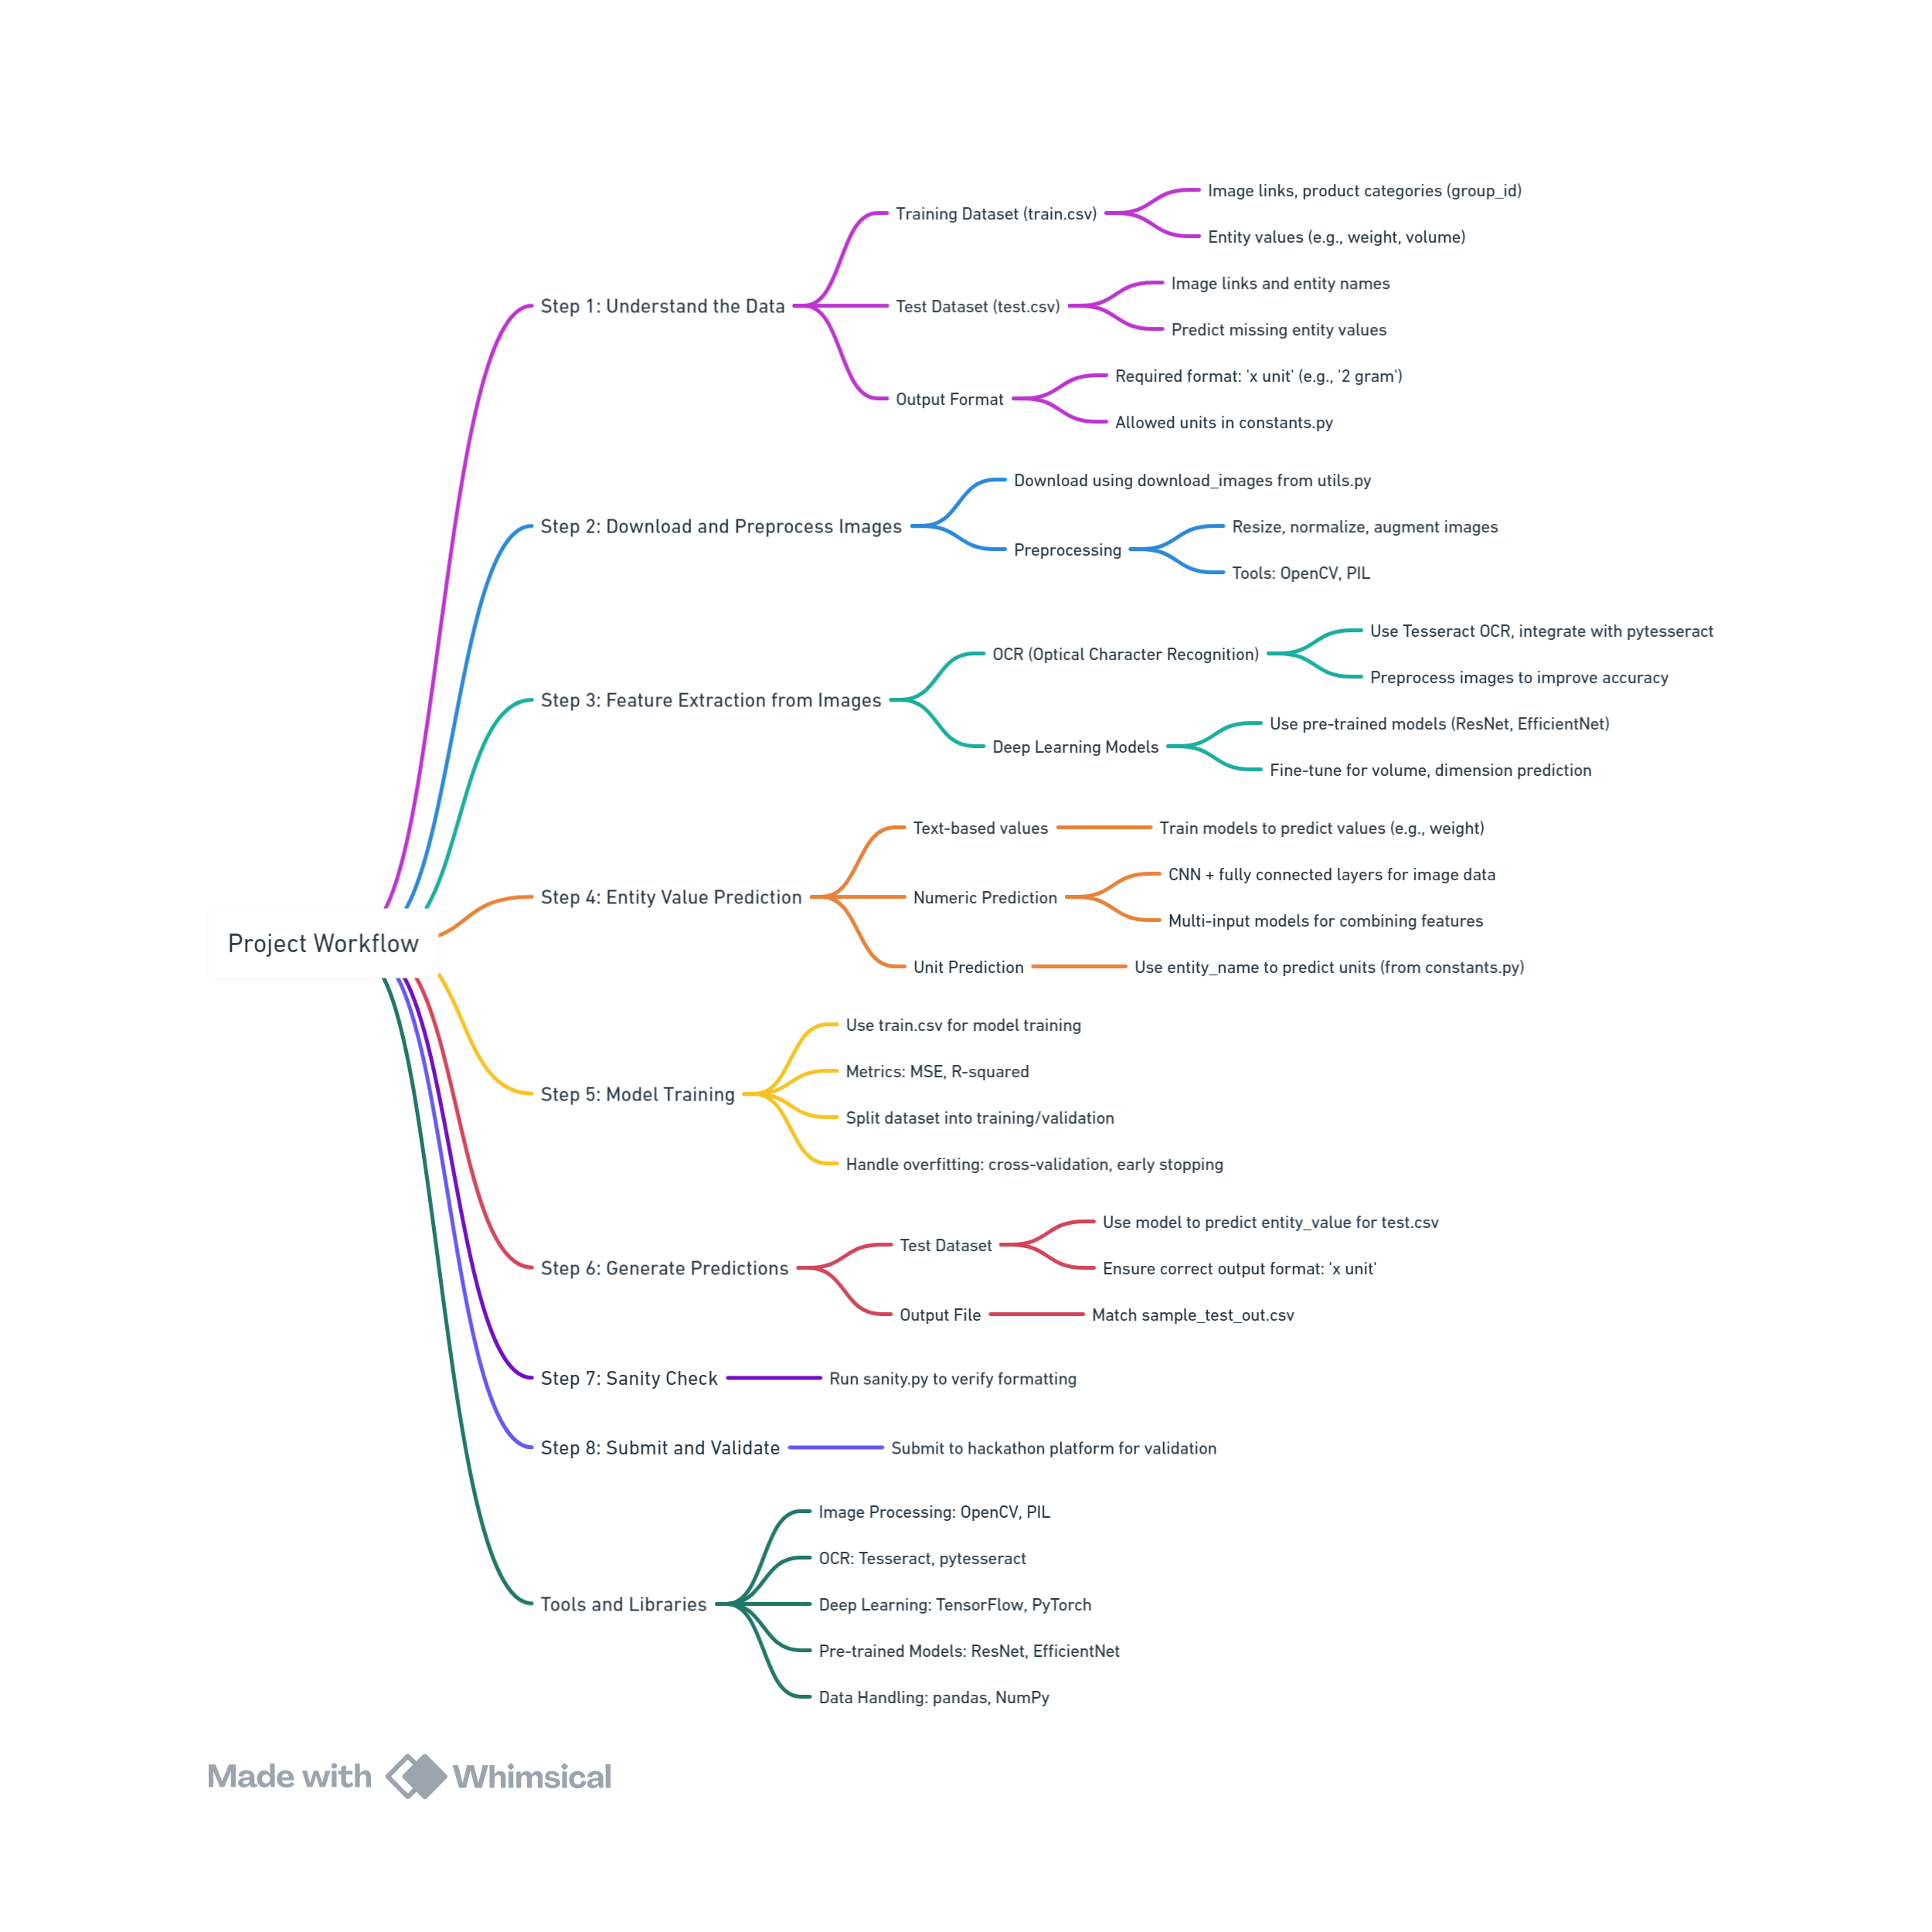 Project Workflow
Step 1: Understand the Data
Training Dataset (train.csv)
Image links, product categories (group_id)
Entity values (e.g., weight, volume)
Test Dataset (test.csv)
Image links and entity names
Predict missing entity values
Output Format
Required format: 'x unit' (e.g., '2 gram')
Allowed units in constants.py
Step 2: Download and Preprocess Images
Download using download_images from utils.py
Preprocessing
Resize, normalize, augment images
Tools: OpenCV, PIL
Step 3: Feature Extraction from Images
OCR (Optical Character Recognition)
Use Tesseract OCR, integrate with pytesseract
Preprocess images to improve accuracy
Deep Learning Models
Use pre-trained models (ResNet, EfficientNet)
Fine-tune for volume, dimension prediction
Step 4: Entity Value Prediction
Text-based values
Train models to predict values (e.g., weight)
Numeric Prediction
CNN + fully connected layers for image data
Multi-input models for combining features
Unit Prediction
Use entity_name to predict units (from constants.py)
Step 5: Model Training
Use train.csv for model training
Metrics: MSE, R-squared
Split dataset into training/validation
Handle overfitting: cross-validation, early stopping
Step 6: Generate Predictions
Test Dataset
Use model to predict entity_value for test.csv
Ensure correct output format: 'x unit'
Output File
Match sample_test_out.csv
Step 7: Sanity Check
Run sanity.py to verify formatting
Step 8: Submit and Validate
Submit to hackathon platform for validation
Tools and Libraries
Image Processing: OpenCV, PIL
OCR: Tesseract, pytesseract
Deep Learning: TensorFlow, PyTorch
Pre-trained Models: ResNet, EfficientNet
Data Handling: pandas, NumPy
Made with Whimsical